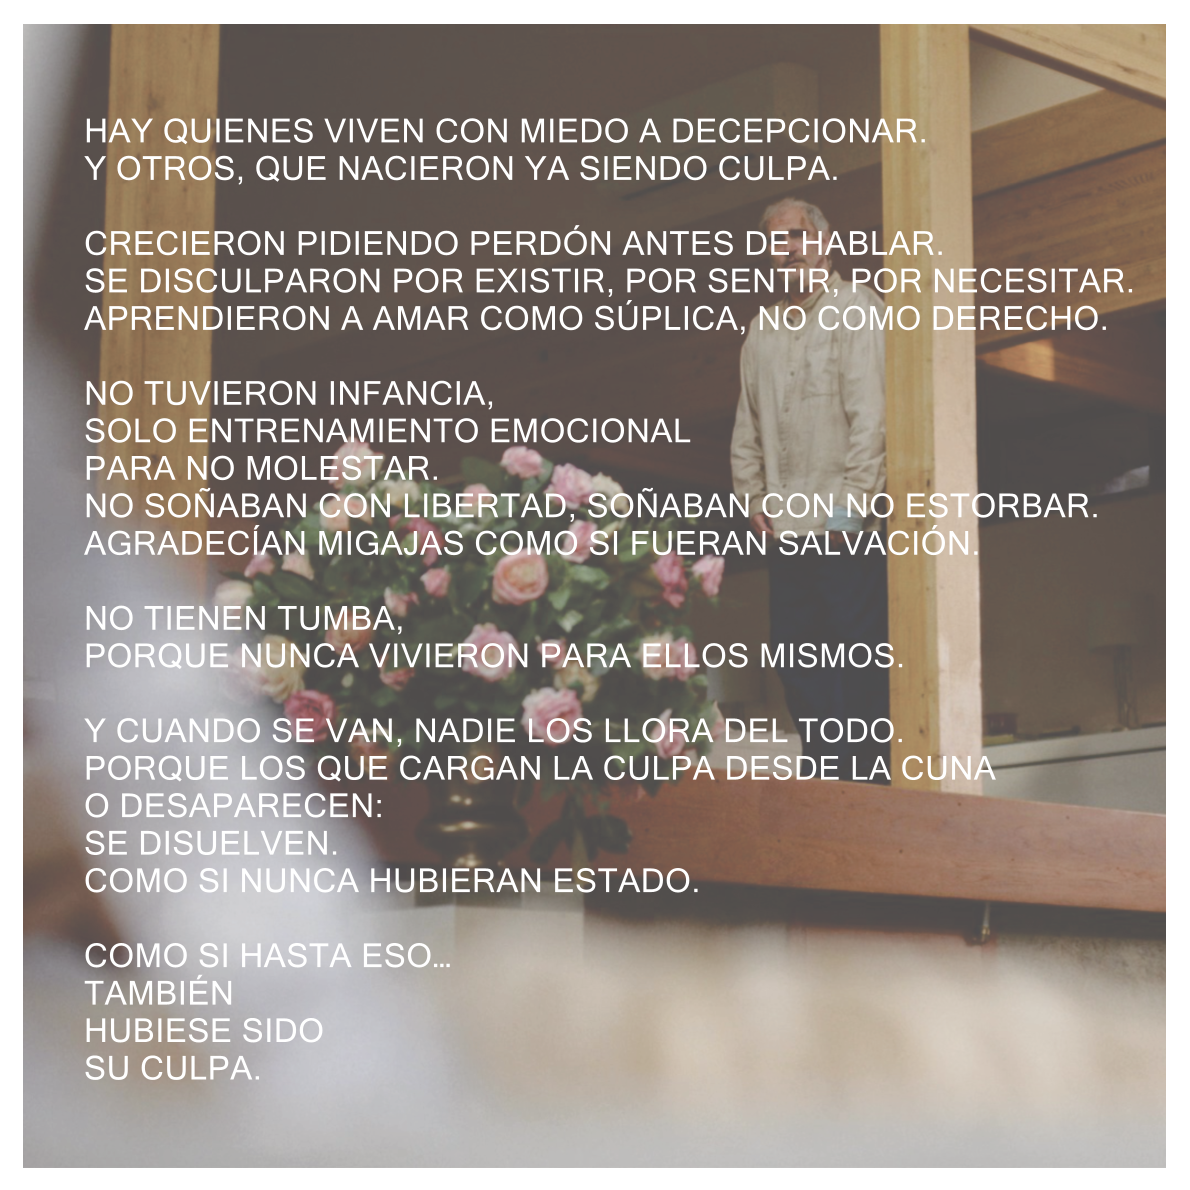 HAY QUIENES VIVEN CON MIEDO A DECEPCIONAR.
Y OTROS, QUE NACIERON YA SIENDO CULPA.
CRECIERON PIDIENDO PERDÓN ANTES DE HABLAR.
SE DISCULPARON POR EXISTIR, POR SENTIR, POR NECESITAR.
APRENDIERON A AMAR COMO SÚPLICA, NO COMO DERECHO.
NO TUVIERON INFANCIA,
SOLO ENTRENAMIENTO EMOCIONAL
PARA NO MOLESTAR.
NO SOÑABAN CON LIBERTAD, SOÑABAN CON NO ESTORBAR.
AGRADECÍAN MIGAJAS COMO SI FUERAN SALVACIÓN.
NO TIENEN TUMBA,
PORQUE NUNCA VIVIERON PARA ELLOS MISMOS.
Y CUANDO SE VAN, NADIE LOS LLORA DEL TODO.
PORQUE LOS QUE CARGAN LA CULPA DESDE LA CUNA
O DESAPARECEN:
SE DISUELVEN.
COMO SI NUNCA HUBIERAN ESTADO.
COMO SI HASTA ESO…
TAMBIÉN
HUBIESE SIDO
SU CULPA.